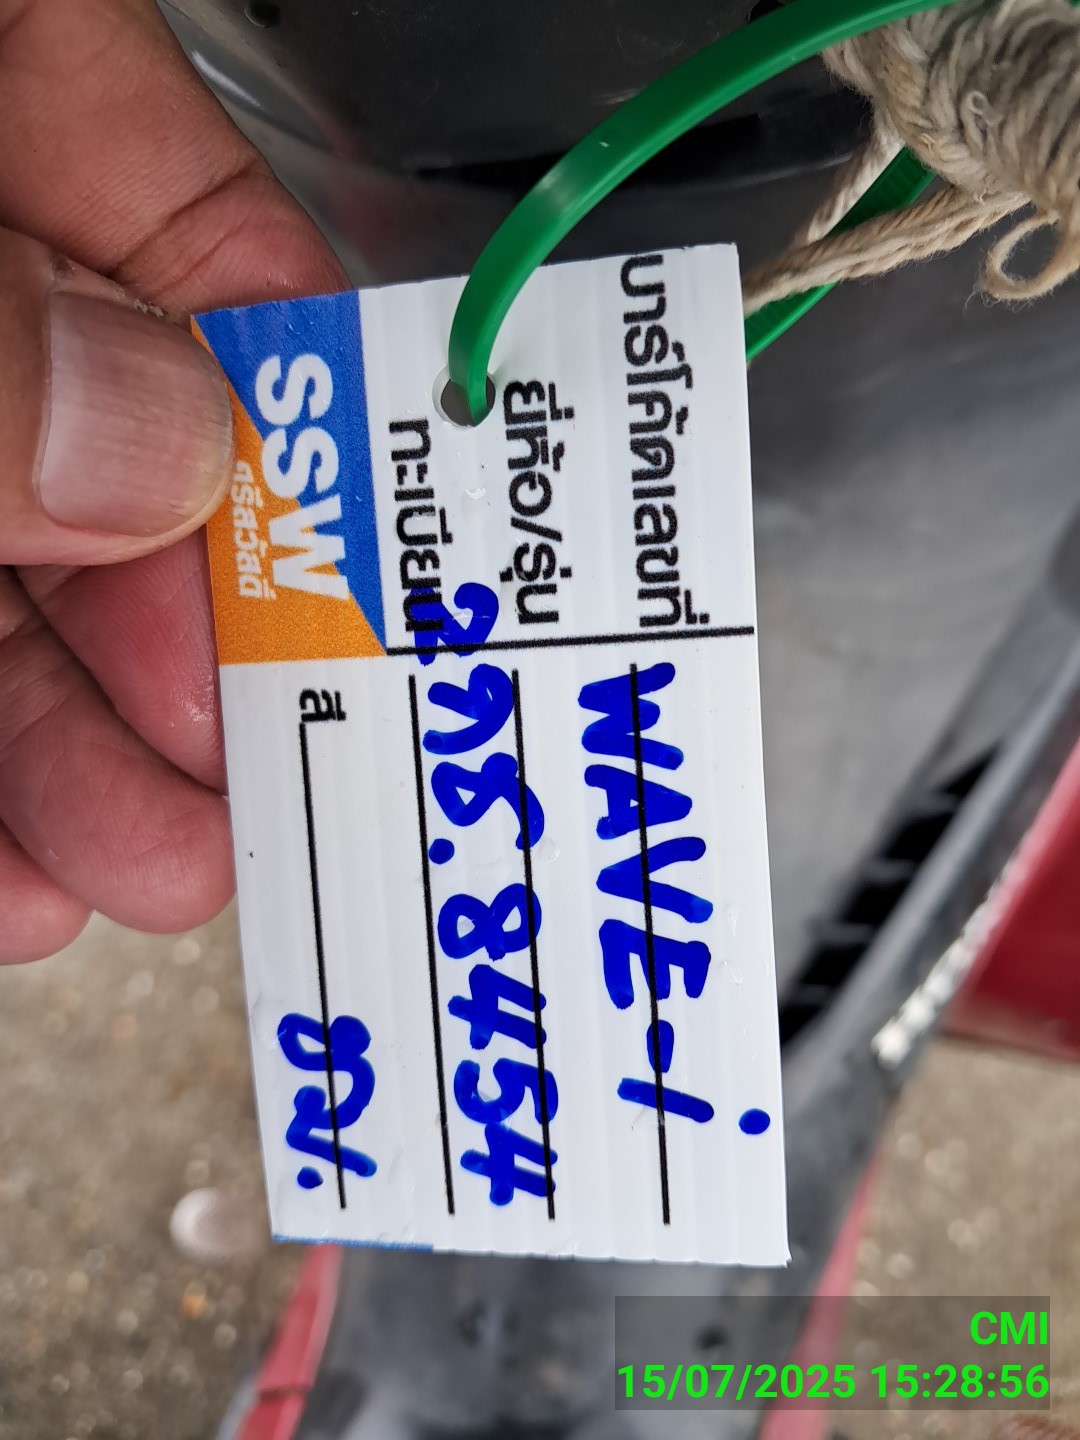 บาร์โค้ดเลขที่
ยี่ห้อ/รุ่น WAVE-i
ทะเบียน 2กร.8454
SSW
ศรีสวัสดิ์
สี ชม.
CMI
15/07/2025 15:28:56